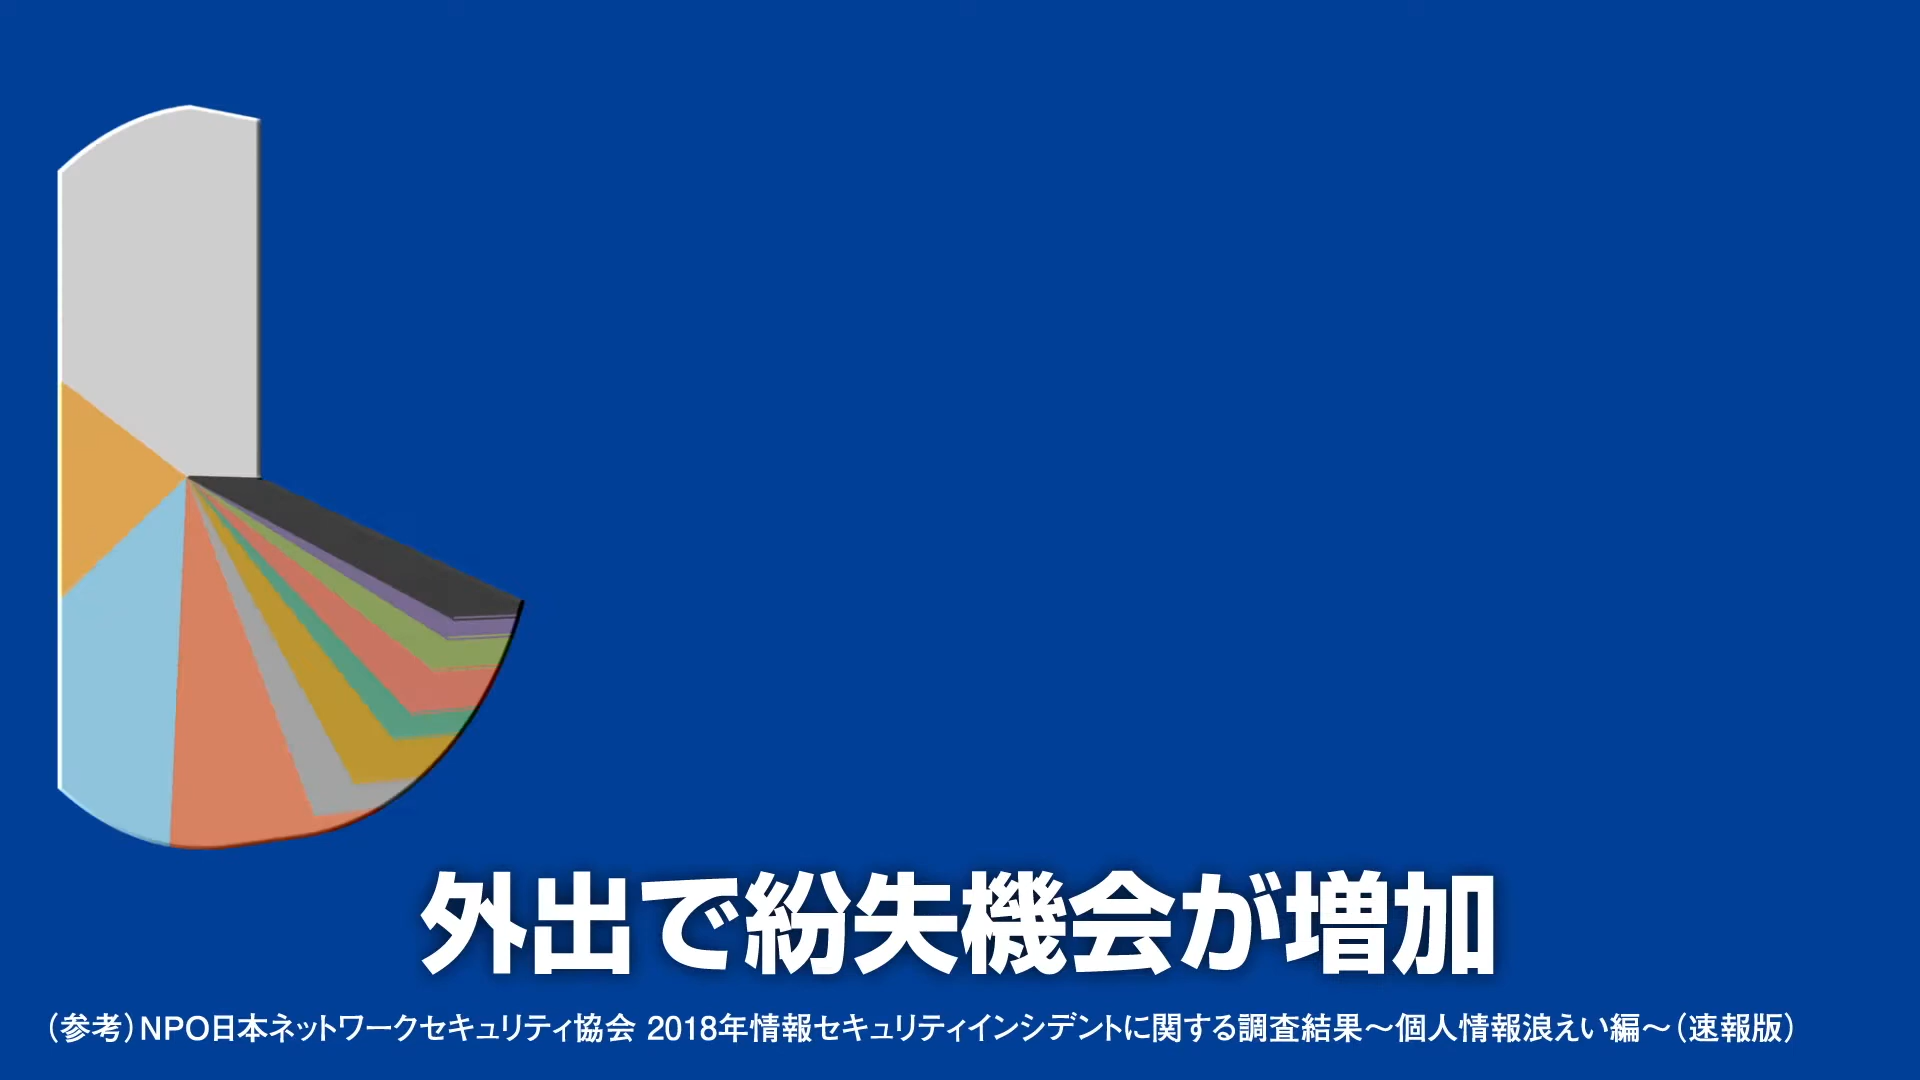 外出で紛失機会が増加
（参考）NPO日本ネットワークセキュリティ協会 2018年情報セキュリティインシデントに関する調査結果～個人情報浪えい編～（速報版）